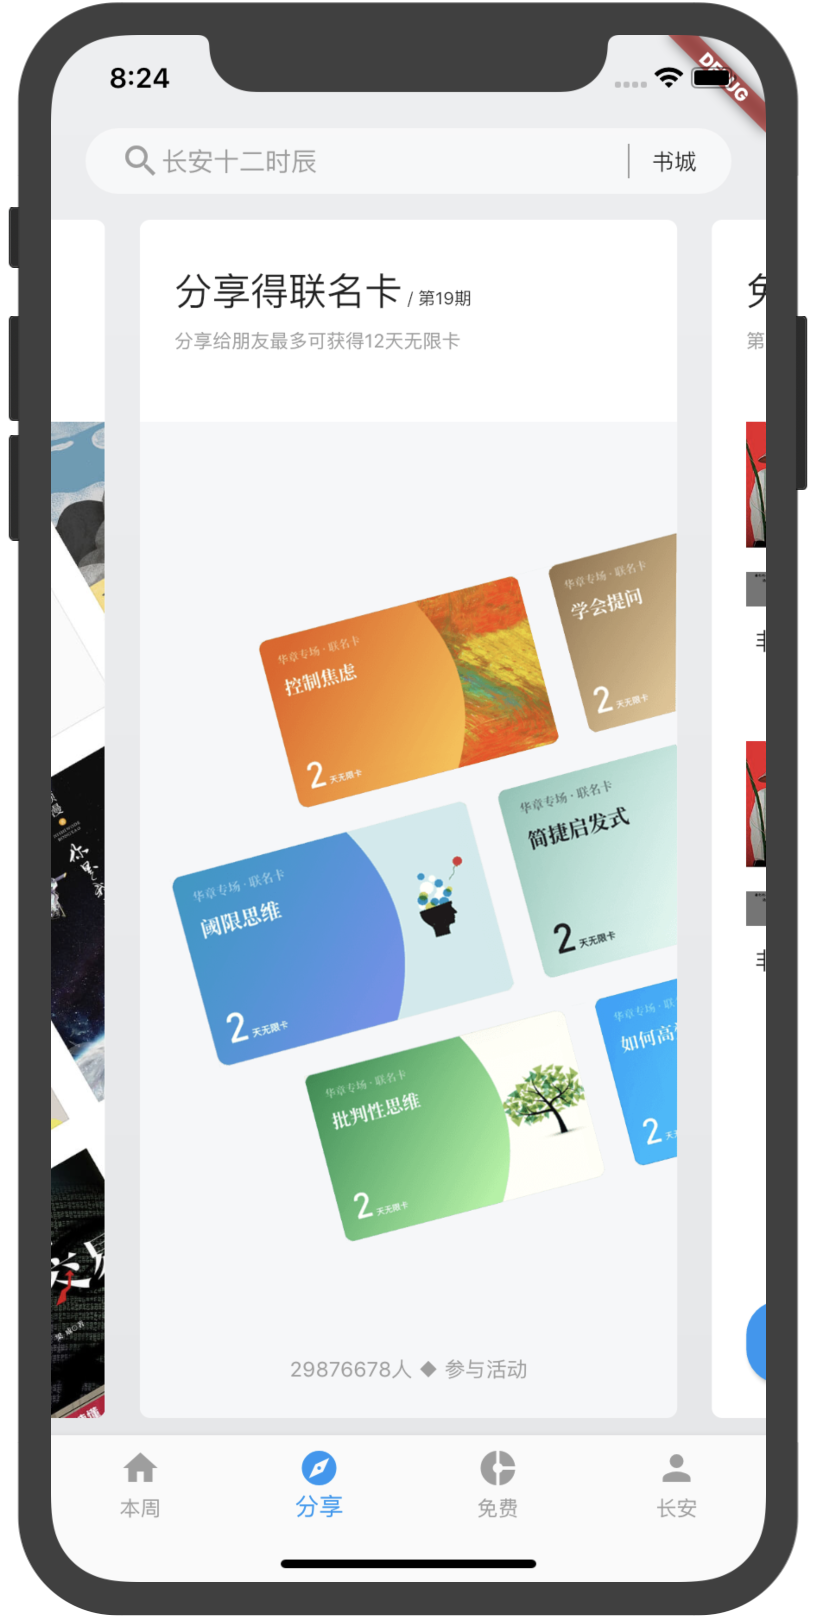 8:24
DEBUG
长安十二时辰
书城
分享得联名卡 / 第19期
分享给朋友最多可获得12天无限卡
免
第
华章专场·联名卡
控制焦虑
2 天无限卡
华章专场·联名卡
学会提问
2 天无限卡
华章专场·联名卡
阈限思维
2 天无限卡
华章专场·联名卡
简捷启发式
2 天无限卡
华章专场·联名卡
批判性思维
2 天无限卡
华章专场·联
如何高
2 天无
你是
29876678人 ◆ 参与活动
本周
分享
免费
长安